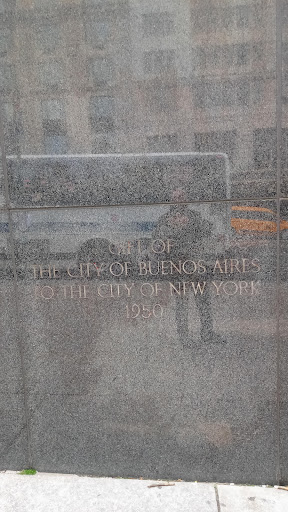 GIFT OF
THE CITY OF BUENOS AIRES
TO THE CITY OF NEW YORK
1950